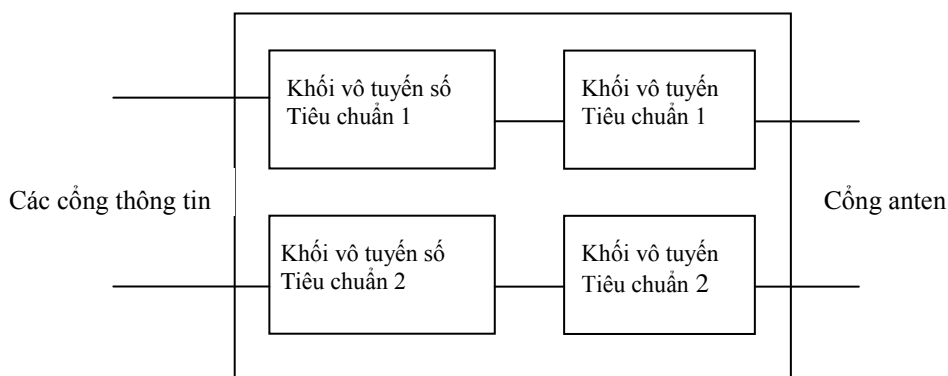 Khối vô tuyến số
Tiêu chuẩn 1
Khối vô tuyến
Tiêu chuẩn 1
Các cổng thông tin
Cổng anten
Khối vô tuyến số
Tiêu chuẩn 2
Khối vô tuyến
Tiêu chuẩn 2